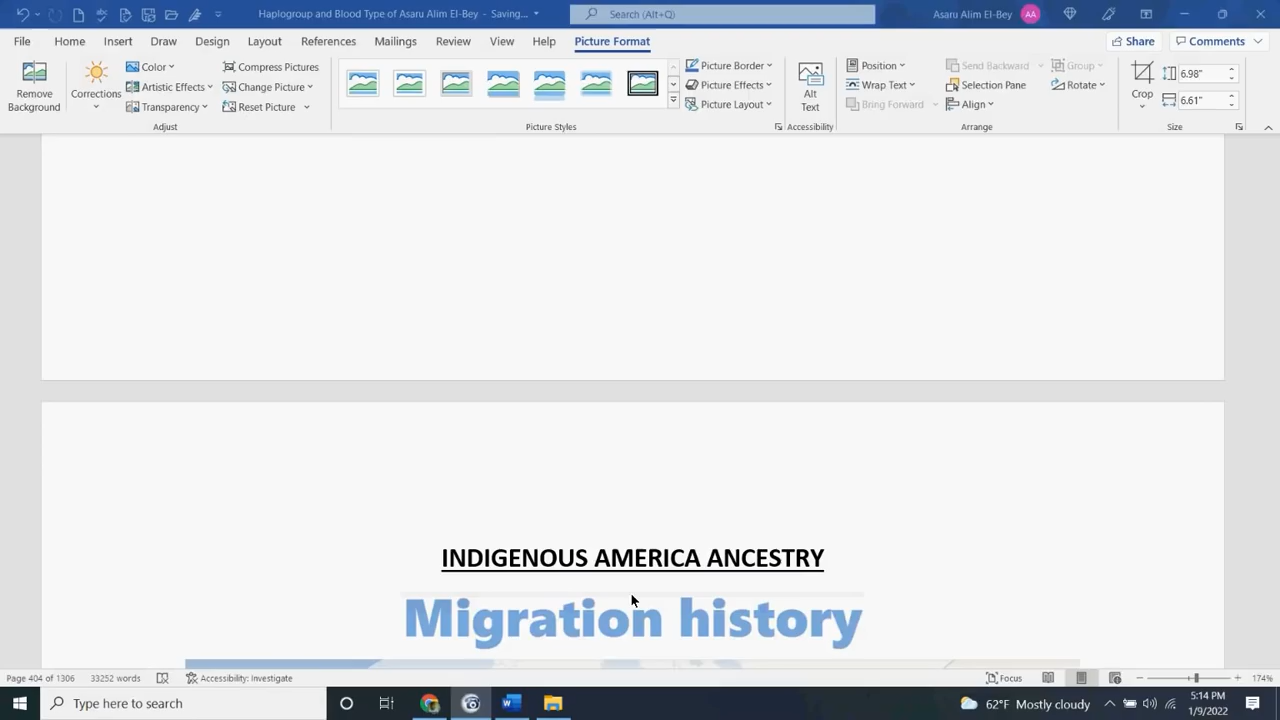 Haplogroup and Blood Type of Asaru Alim El-Bey - Saving...
Search (Alt+Q)
Asaru Alim El-Bey AA
File Home Insert Draw Design Layout References Mailings Review View Help Picture Format Share Comments
Remove Background
Corrections
Color
Artistic Effects
Transparency
Compress Pictures
Change Picture
Reset Picture
Adjust
Picture Styles
Picture Border
Picture Effects
Picture Layout
Alt Text
Accessibility
Position
Wrap Text
Bring Forward
Send Backward
Selection Pane
Align
Group
Rotate
Arrange
Crop
6.98"
6.61"
Size
INDIGENOUS AMERICA ANCESTRY
Migration history
Page 404 of 1306 33252 words Accessibility: Investigate Focus 174%
Type here to search
62°F Mostly cloudy
5:14 PM
1/9/2022